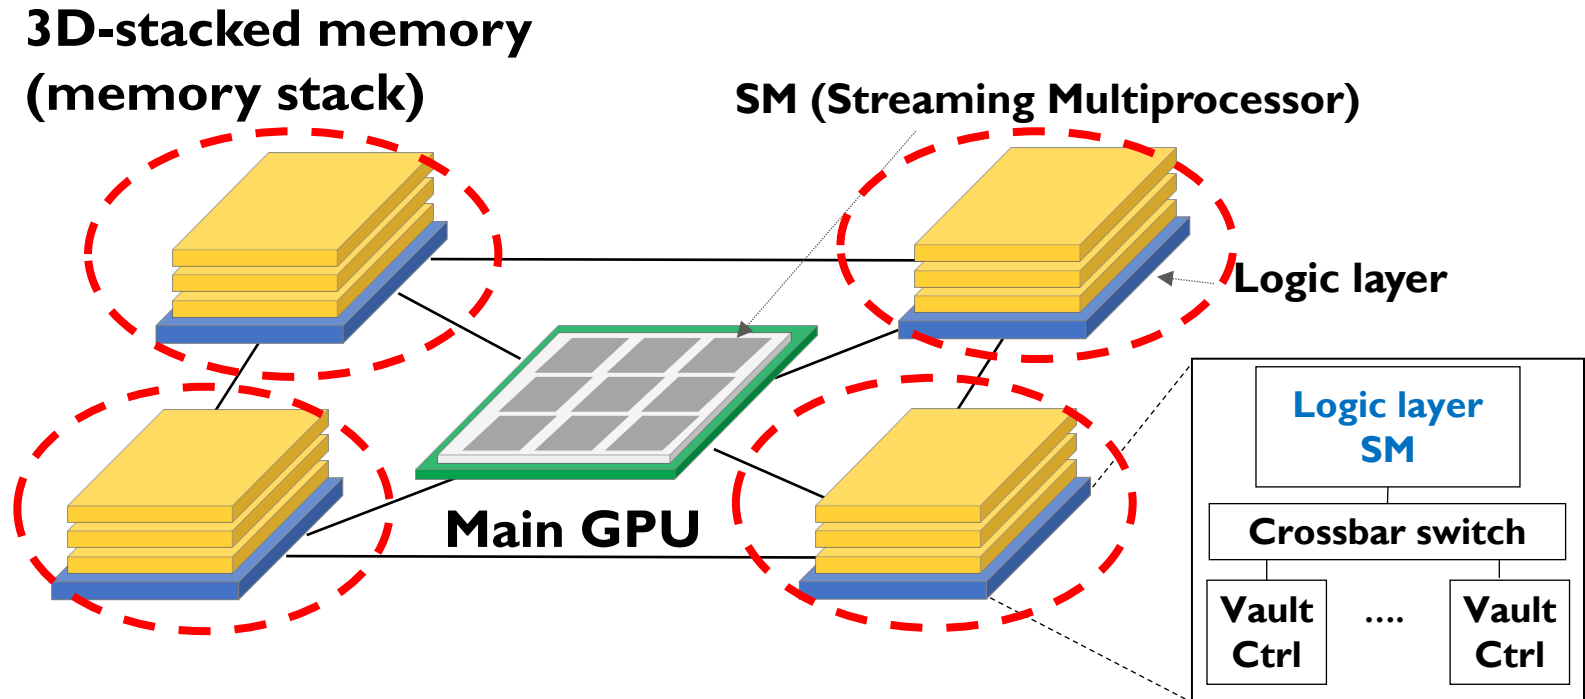 3D-stacked memory
(memory stack)
SM (Streaming Multiprocessor)
Logic layer
Main GPU
Logic layer
SM
Crossbar switch
Vault
Ctrl
....
Vault
Ctrl